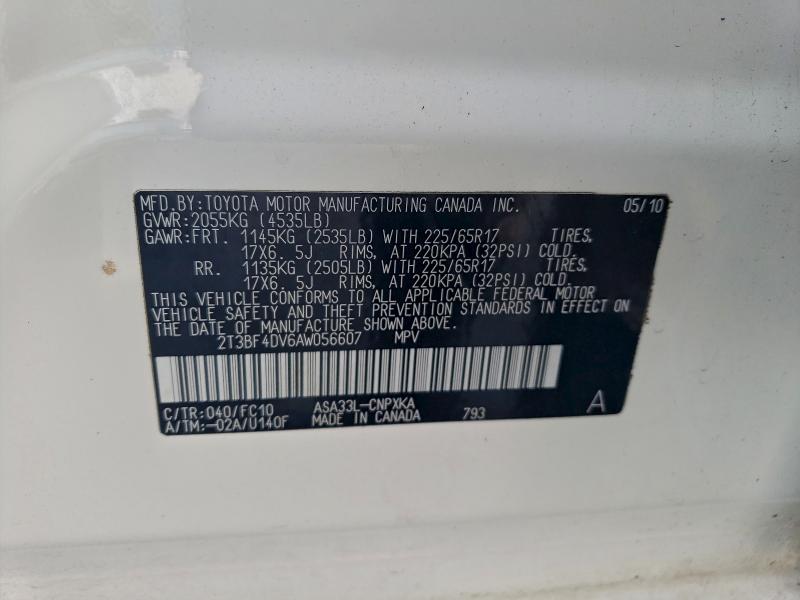 MFD.BY:TOYOTA MOTOR MANUFACTURING CANADA INC. 05/10
GVWR:2055KG (4535LB)
GAWR:FRT. 1145KG (2535LB) WITH 225/65R17 TIRES,
17X6. 5J RIMS, AT 220KPA (32PSI) COLD.
RR. 1135KG (2505LB) WITH 225/65R17 TIRES,
17X6. 5J RIMS, AT 220KPA (32PSI) COLD.
THIS VEHICLE CONFORMS TO ALL APPLICABLE FEDERAL MOTOR
VEHICLE SAFETY AND THEFT PREVENTION STANDARDS IN EFFECT ON
THE DATE OF MANUFACTURE SHOWN ABOVE.
2T3BF4DV6AW056607 MPV
C/TR:040/FC10 ASA33L-CNPXKA 793 A
A/TM:-02A/U140F MADE IN CANADA